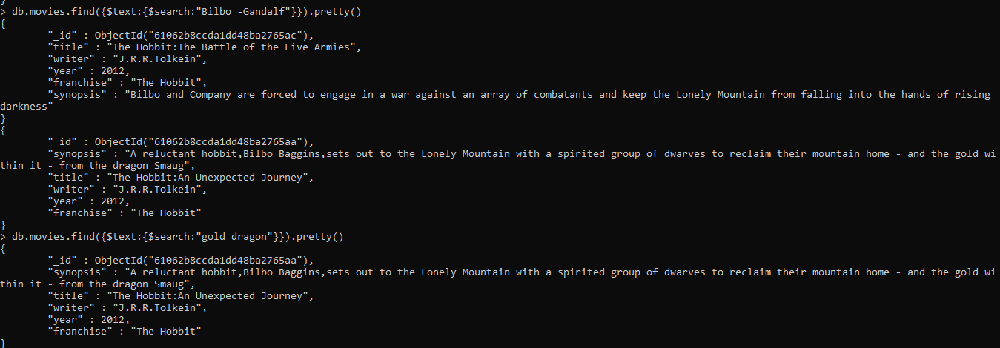 }
> db.movies.find({$text:{$search:"Bilbo -Gandalf"}}).pretty()
{
        "_id" : ObjectId("61062b8ccda1dd48ba2765ac"),
        "title" : "The Hobbit:The Battle of the Five Armies",
        "writer" : "J.R.R.Tolkein",
        "year" : 2012,
        "franchise" : "The Hobbit",
        "synopsis" : "Bilbo and Company are forced to engage in a war against an array of combatants and keep the Lonely Mountain from falling into the hands of rising
darkness"
}
{
        "_id" : ObjectId("61062b8ccda1dd48ba2765aa"),
        "synopsis" : "A reluctant hobbit,Bilbo Baggins,sets out to the Lonely Mountain with a spirited group of dwarves to reclaim their mountain home - and the gold wi
thin it - from the dragon Smaug",
        "title" : "The Hobbit:An Unexpected Journey",
        "writer" : "J.R.R.Tolkein",
        "year" : 2012,
        "franchise" : "The Hobbit"
}
> db.movies.find({$text:{$search:"gold dragon"}}).pretty()
{
        "_id" : ObjectId("61062b8ccda1dd48ba2765aa"),
        "synopsis" : "A reluctant hobbit,Bilbo Baggins,sets out to the Lonely Mountain with a spirited group of dwarves to reclaim their mountain home - and the gold wi
thin it - from the dragon Smaug",
        "title" : "The Hobbit:An Unexpected Journey",
        "writer" : "J.R.R.Tolkein",
        "year" : 2012,
        "franchise" : "The Hobbit"
}